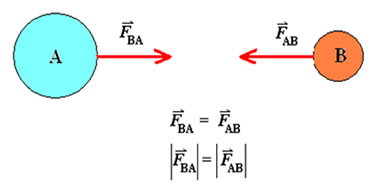 A
F⃗BA
F⃗AB
B
F⃗BA = F⃗AB
|F⃗BA| = |F⃗AB|